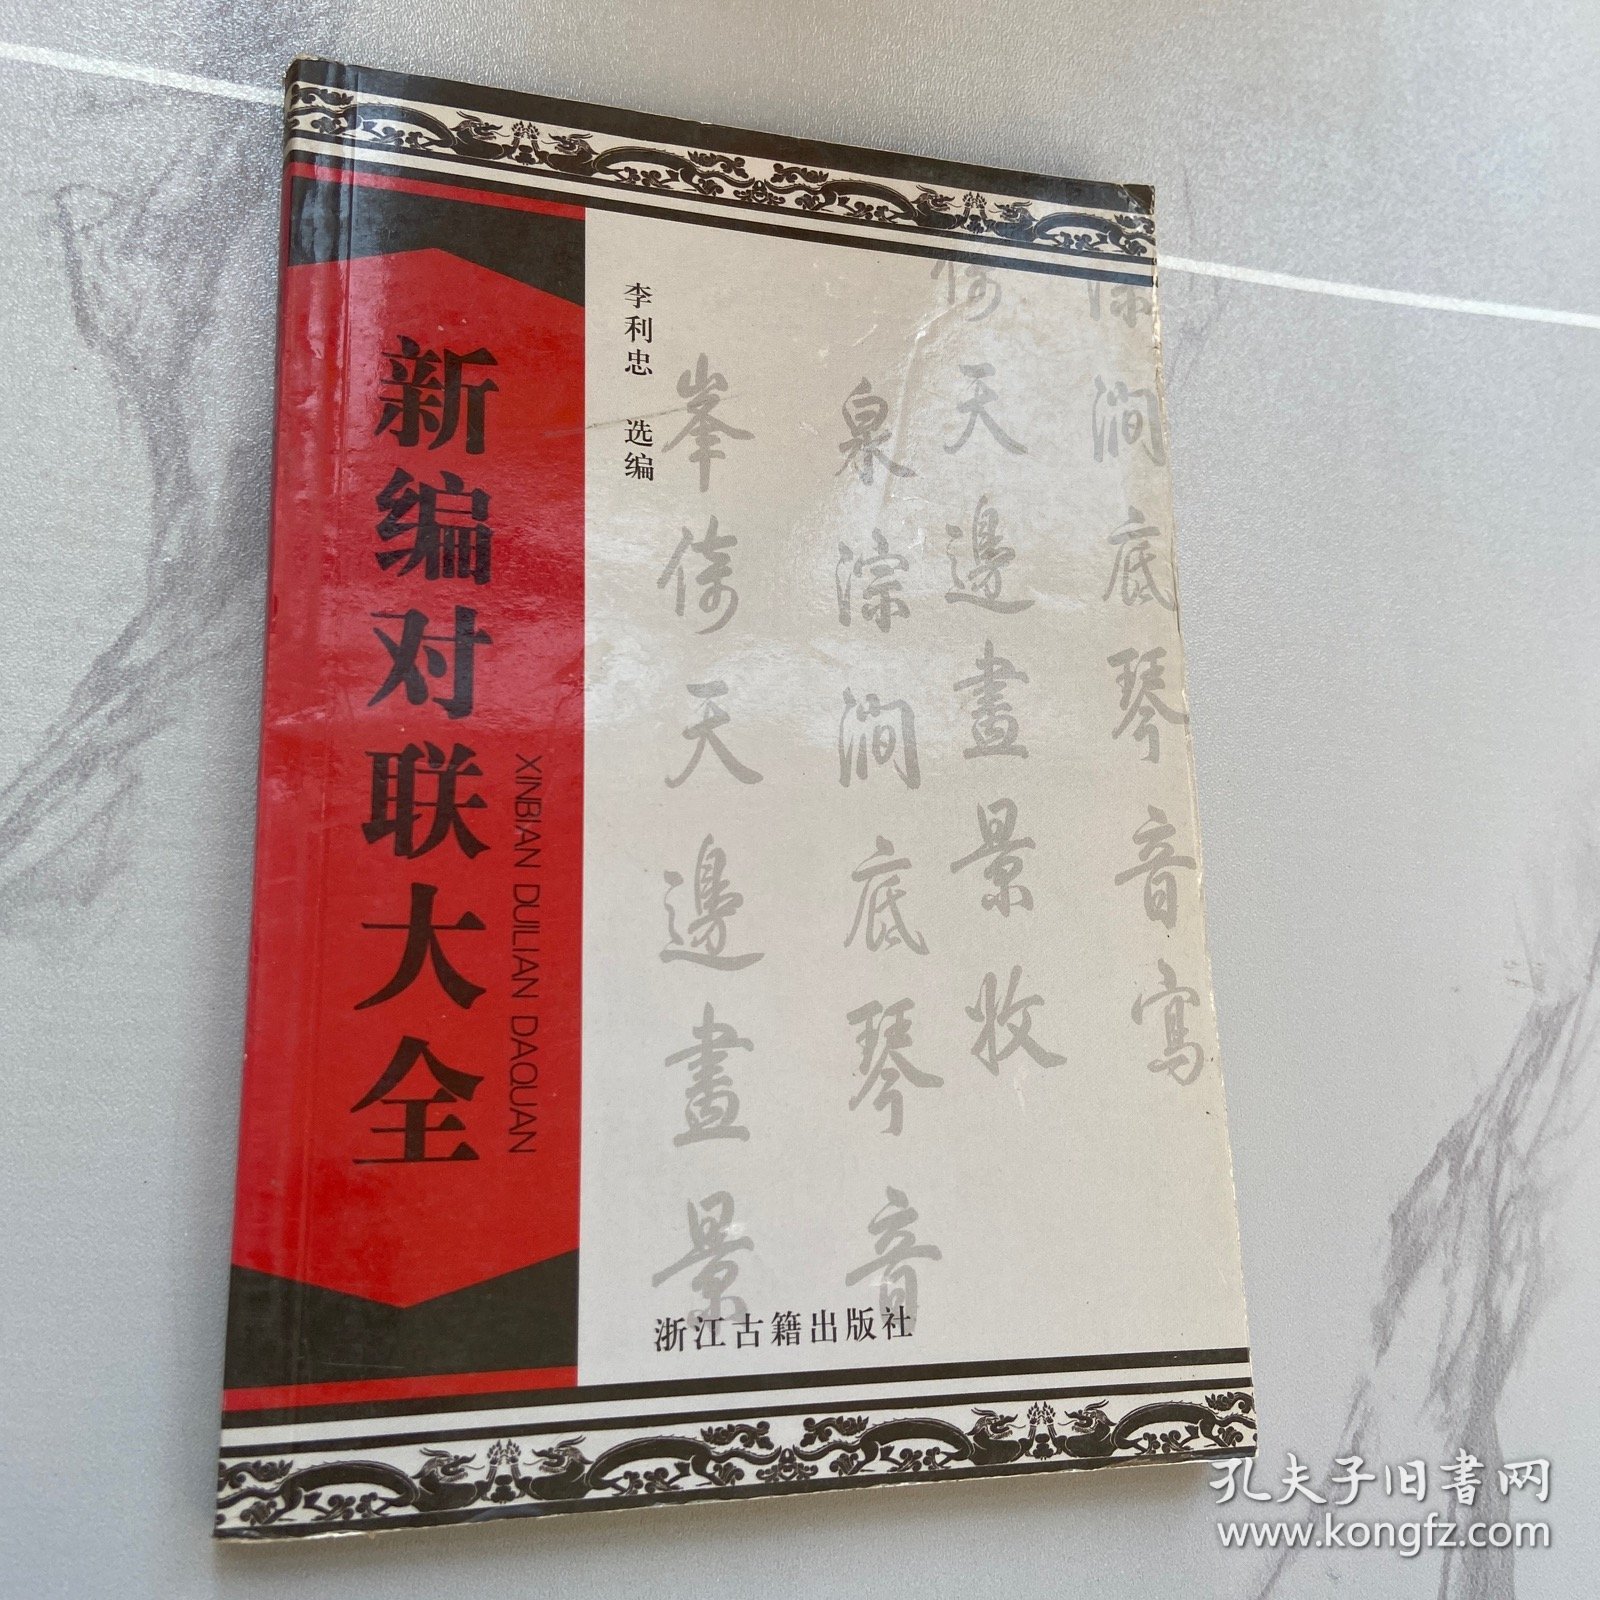 新编对联大全
XINBIAN DUILIAN DAQUAN
李利忠 选编
峯倚天邊畫景
泉淙澗底琴音
倚天邊畫景收
淙澗底琴音寫
浙江古籍出版社
孔夫子旧書网
www.kongfz.com